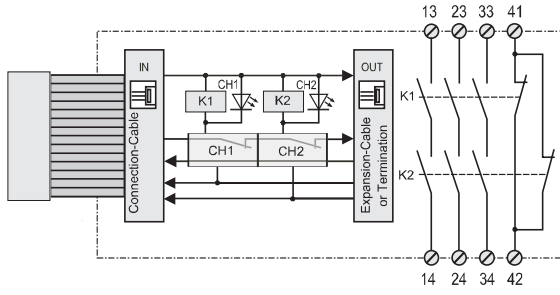 13 23 33 41
IN
CH1
CH2
OUT
K1
K2
K1
Connection-Cable
CH1
CH2
Expansion-Cable
or Termination
K2
14 24 34 42